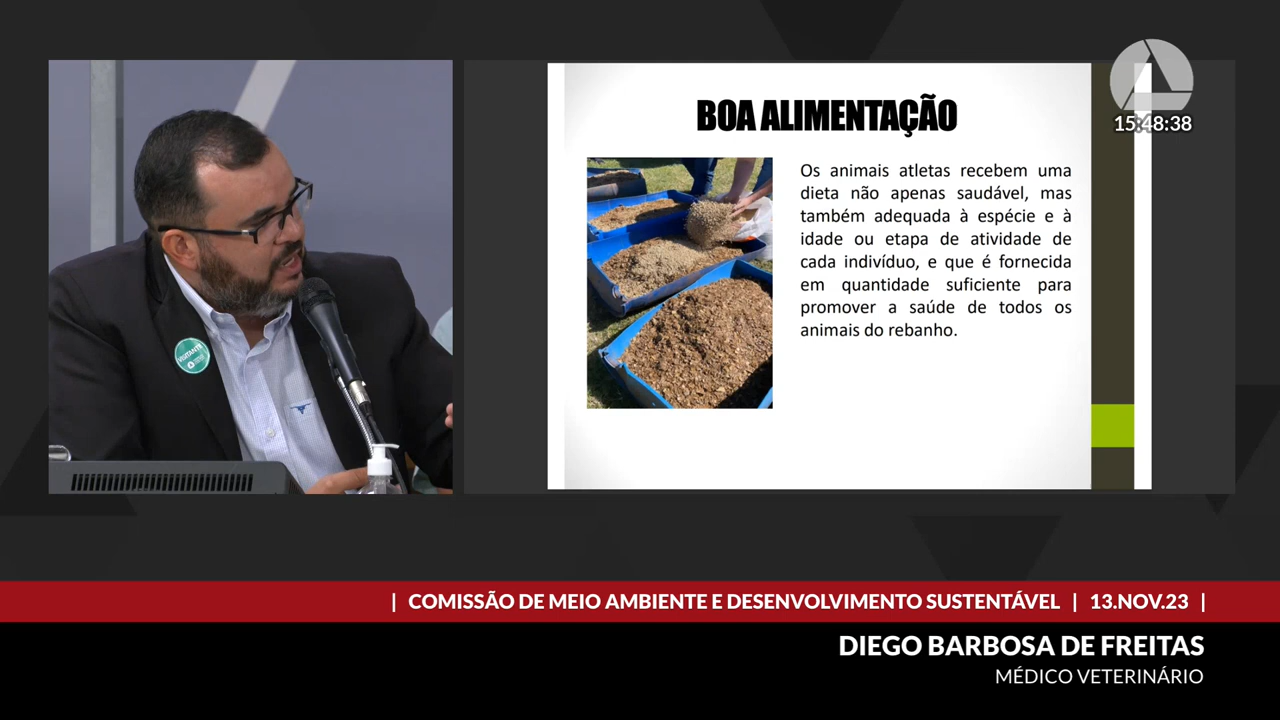 BOA ALIMENTAÇÃO
15:48:38
Os animais atletas recebem uma
dieta não apenas saudável, mas
também adequada à espécie e à
idade ou etapa de atividade de
cada indivíduo, e que é fornecida
em quantidade suficiente para
promover a saúde de todos os
animais do rebanho.
VISITANTE
| COMISSÃO DE MEIO AMBIENTE E DESENVOLVIMENTO SUSTENTÁVEL | 13.NOV.23 |
DIEGO BARBOSA DE FREITAS
MÉDICO VETERINÁRIO